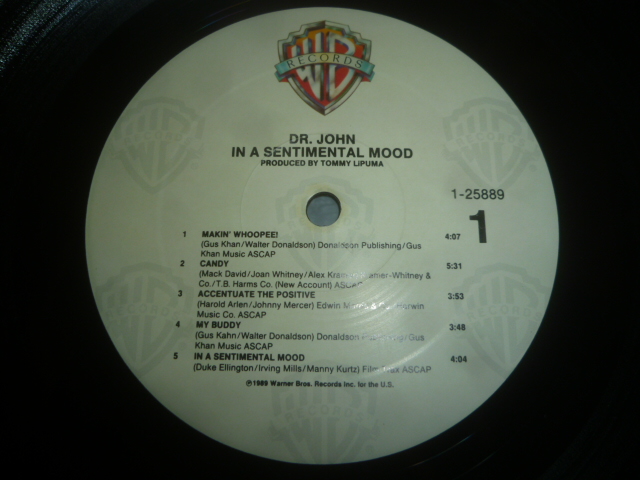 WB
RECORDS
DR. JOHN
IN A SENTIMENTAL MOOD
PRODUCED BY TOMMY LIPUMA
1-25889
1
1 MAKIN' WHOOPEE! 4:07
(Gus Khan/Walter Donaldson) Donaldson Publishing/Gus
Khan Music ASCAP
2 CANDY 5:31
(Mack David/Joan Whitney/Alex Kramer-Whitney &
Co./T.B. Harms Co. (New Account) ASCAP
3 ACCENTUATE THE POSITIVE 3:53
(Harold Arlen/Johnny Mercer) Edwin
Music Co. ASCAP
4 MY BUDDY 3:48
(Gus Kahn/Walter Donaldson) Donaldson Publishing/Gus
Khan Music ASCAP
5 IN A SENTIMENTAL MOOD 4:04
(Duke Ellington/Irving Mills/Manny Kurtz) ASCAP
℗1989 Warner Bros. Records Inc. for the U.S.